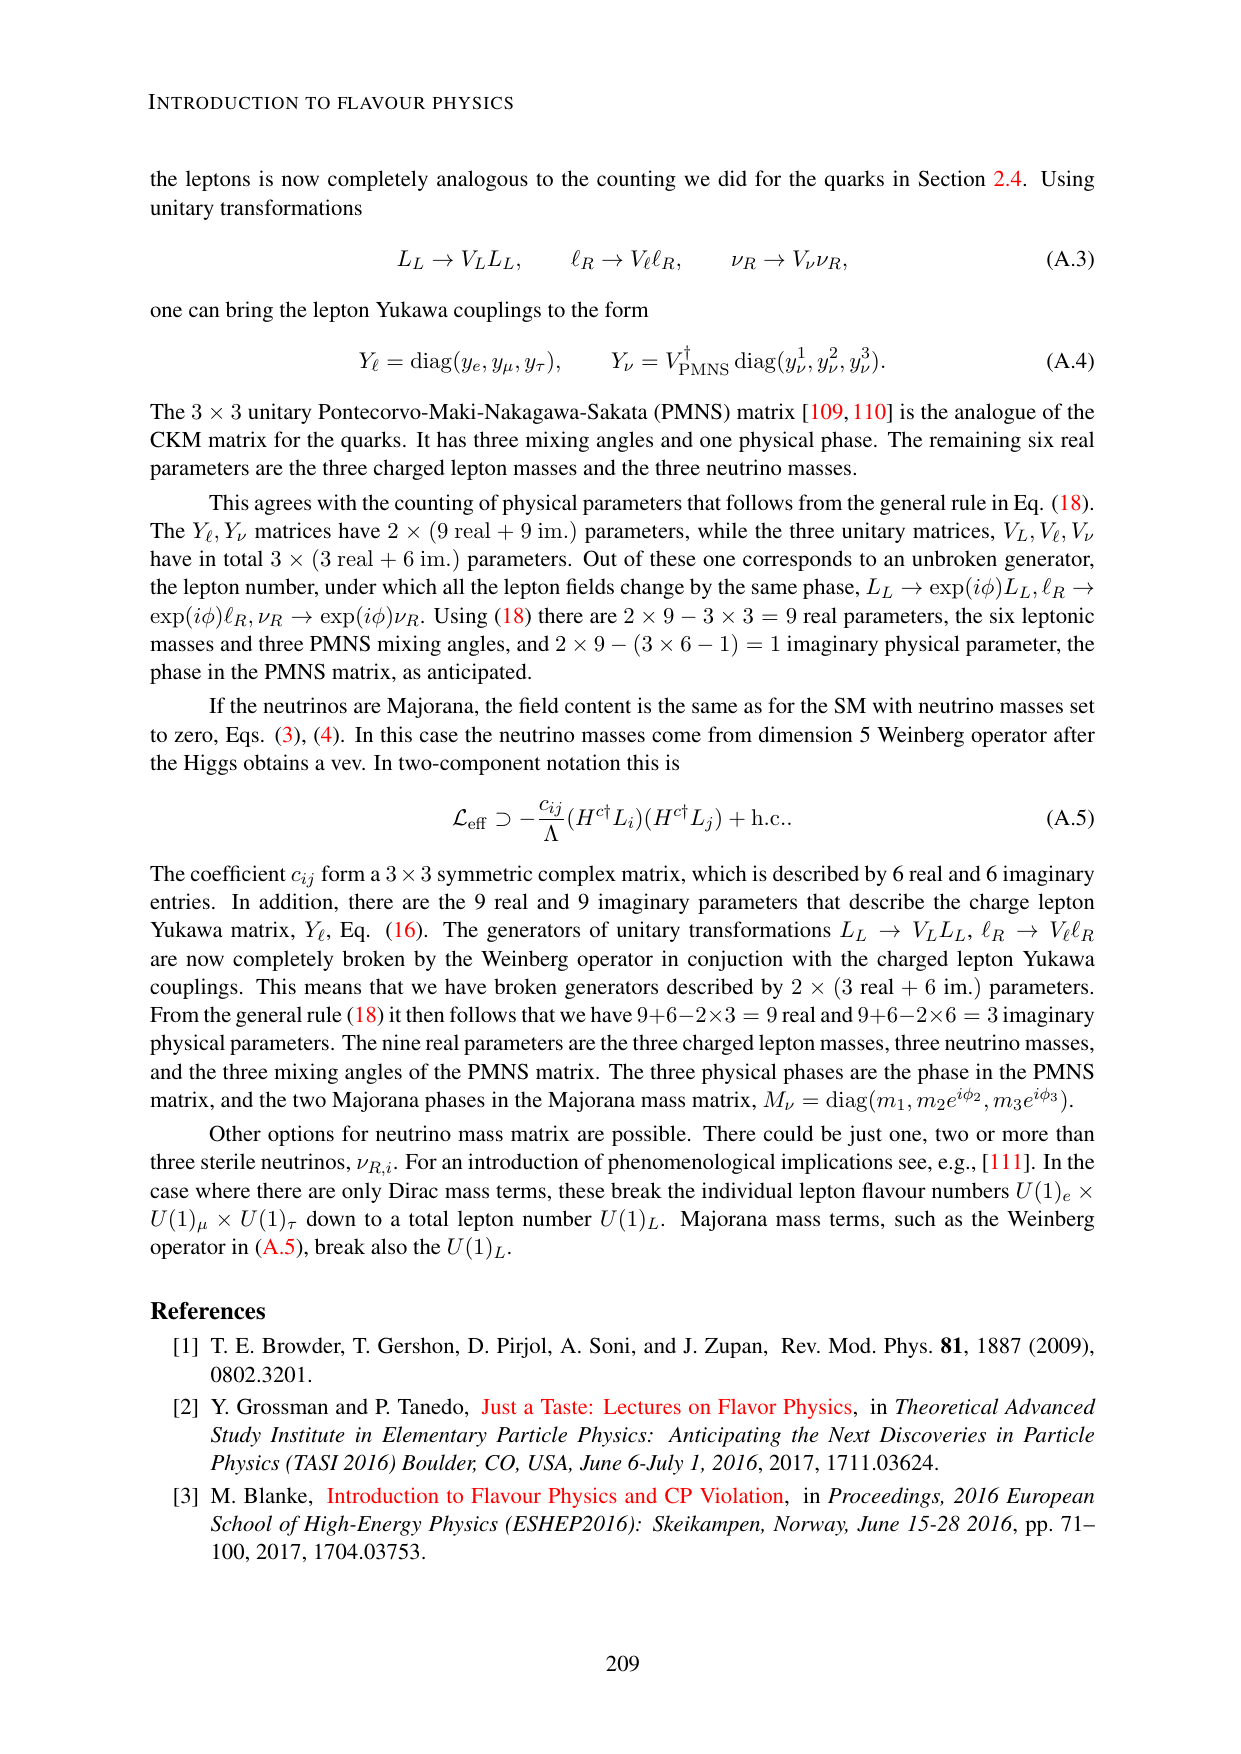 INTRODUCTION TO FLAVOUR PHYSICS
the leptons is now completely analogous to the counting we did for the quarks in Section 2.4. Using
unitary transformations
L_L → V_L L_L, ℓ_R → V_ℓ ℓ_R, ν_R → V_ν ν_R, (A.3)
one can bring the lepton Yukawa couplings to the form
Y_ℓ = diag(y_e, y_μ, y_τ), Y_ν = V†_PMNS diag(y¹_ν, y²_ν, y³_ν). (A.4)
The 3 × 3 unitary Pontecorvo-Maki-Nakagawa-Sakata (PMNS) matrix [109, 110] is the analogue of the
CKM matrix for the quarks. It has three mixing angles and one physical phase. The remaining six real
parameters are the three charged lepton masses and the three neutrino masses.
This agrees with the counting of physical parameters that follows from the general rule in Eq. (18).
The Y_ℓ, Y_ν matrices have 2 × (9 real + 9 im.) parameters, while the three unitary matrices, V_L, V_ℓ, V_ν
have in total 3 × (3 real + 6 im.) parameters. Out of these one corresponds to an unbroken generator,
the lepton number, under which all the lepton fields change by the same phase, L_L → exp(iϕ)L_L, ℓ_R →
exp(iϕ)ℓ_R, ν_R → exp(iϕ)ν_R. Using (18) there are 2 × 9 − 3 × 3 = 9 real parameters, the six leptonic
masses and three PMNS mixing angles, and 2 × 9 − (3 × 6 − 1) = 1 imaginary physical parameter, the
phase in the PMNS matrix, as anticipated.
If the neutrinos are Majorana, the field content is the same as for the SM with neutrino masses set
to zero, Eqs. (3), (4). In this case the neutrino masses come from dimension 5 Weinberg operator after
the Higgs obtains a vev. In two-component notation this is
ℒ_eff ⊃ −c_ij/Λ (H^c† L_i)(H^c† L_j) + h.c.. (A.5)
The coefficient c_ij form a 3 × 3 symmetric complex matrix, which is described by 6 real and 6 imaginary
entries. In addition, there are the 9 real and 9 imaginary parameters that describe the charge lepton
Yukawa matrix, Y_ℓ, Eq. (16). The generators of unitary transformations L_L → V_L L_L, ℓ_R → V_ℓ ℓ_R
are now completely broken by the Weinberg operator in conjuction with the charged lepton Yukawa
couplings. This means that we have broken generators described by 2 × (3 real + 6 im.) parameters.
From the general rule (18) it then follows that we have 9+6−2×3 = 9 real and 9+6−2×6 = 3 imaginary
physical parameters. The nine real parameters are the three charged lepton masses, three neutrino masses,
and the three mixing angles of the PMNS matrix. The three physical phases are the phase in the PMNS
matrix, and the two Majorana phases in the Majorana mass matrix, M_ν = diag(m_1, m_2e^{iϕ_2}, m_3e^{iϕ_3}).
Other options for neutrino mass matrix are possible. There could be just one, two or more than
three sterile neutrinos, ν_{R,i}. For an introduction of phenomenological implications see, e.g., [111]. In the
case where there are only Dirac mass terms, these break the individual lepton flavour numbers U(1)_e ×
U(1)_μ × U(1)_τ down to a total lepton number U(1)_L. Majorana mass terms, such as the Weinberg
operator in (A.5), break also the U(1)_L.
References
[1] T. E. Browder, T. Gershon, D. Pirjol, A. Soni, and J. Zupan, Rev. Mod. Phys. 81, 1887 (2009),
0802.3201.
[2] Y. Grossman and P. Tanedo, Just a Taste: Lectures on Flavor Physics, in Theoretical Advanced
Study Institute in Elementary Particle Physics: Anticipating the Next Discoveries in Particle
Physics (TASI 2016) Boulder, CO, USA, June 6-July 1, 2016, 2017, 1711.03624.
[3] M. Blanke, Introduction to Flavour Physics and CP Violation, in Proceedings, 2016 European
School of High-Energy Physics (ESHEP2016): Skeikampen, Norway, June 15-28 2016, pp. 71–
100, 2017, 1704.03753.
209